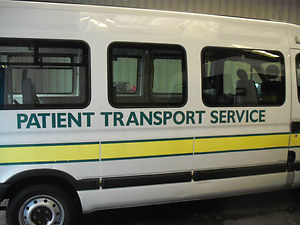 PATIENT TRANSPORT SERVICE